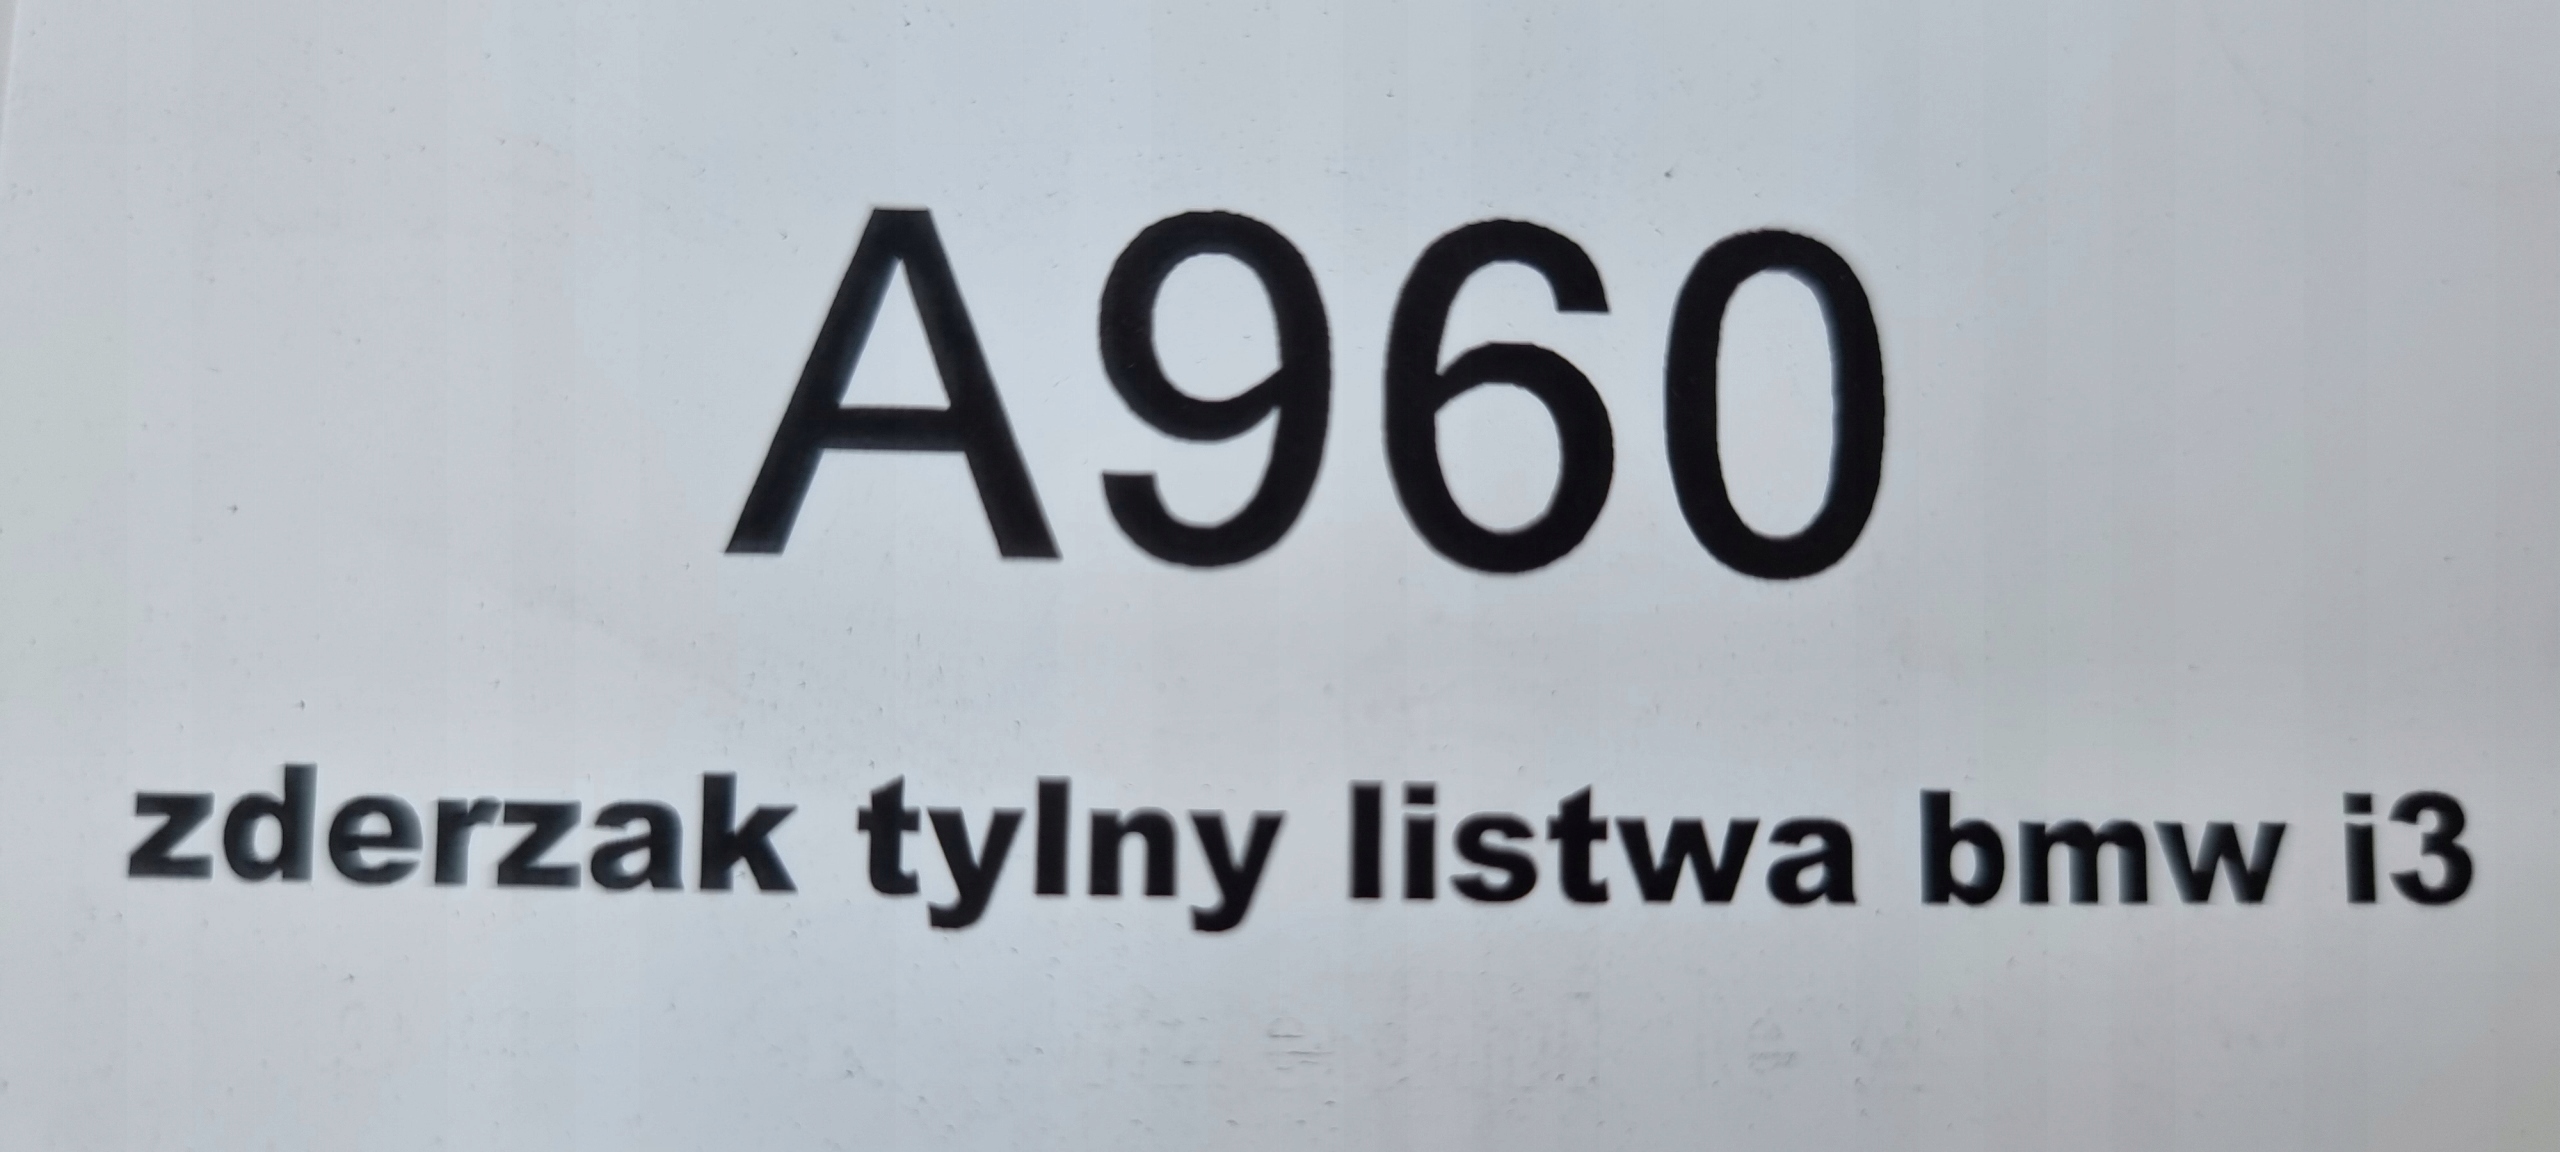 A960
zderzak tylny listwa bmw i3